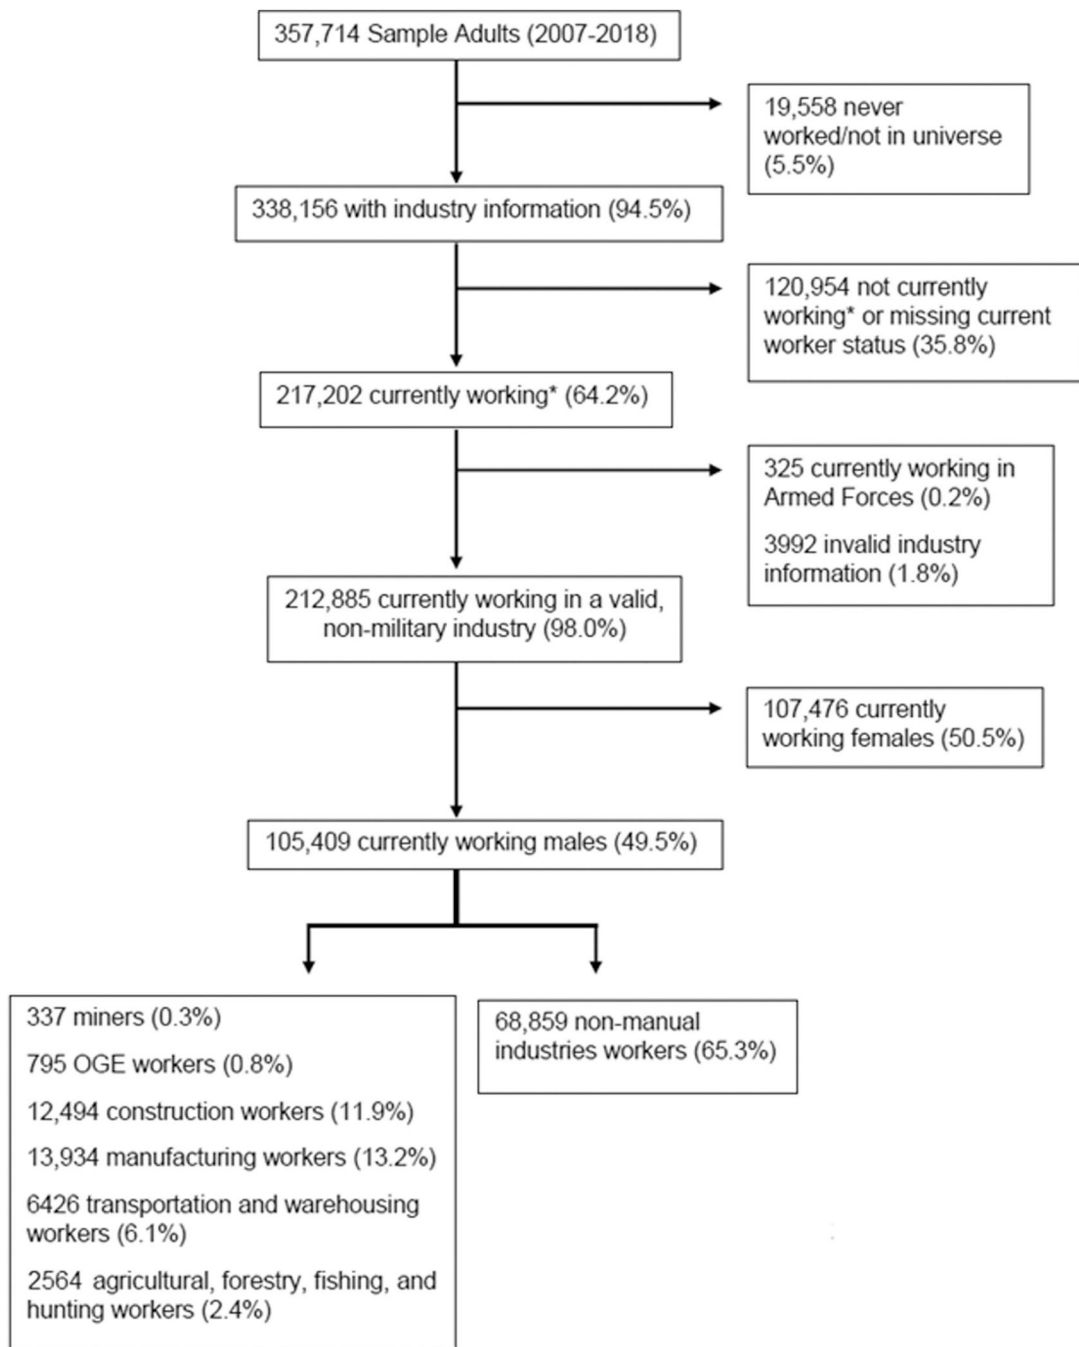 357,714 Sample Adults (2007-2018)
19,558 never
worked/not in universe
(5.5%)
338,156 with industry information (94.5%)
120,954 not currently
working* or missing current
worker status (35.8%)
217,202 currently working* (64.2%)
325 currently working in
Armed Forces (0.2%)
3992 invalid industry
information (1.8%)
212,885 currently working in a valid,
non-military industry (98.0%)
107,476 currently
working females (50.5%)
105,409 currently working males (49.5%)
337 miners (0.3%)
795 OGE workers (0.8%)
12,494 construction workers (11.9%)
13,934 manufacturing workers (13.2%)
6426 transportation and warehousing
workers (6.1%)
2564 agricultural, forestry, fishing, and
hunting workers (2.4%)
68,859 non-manual
industries workers (65.3%)